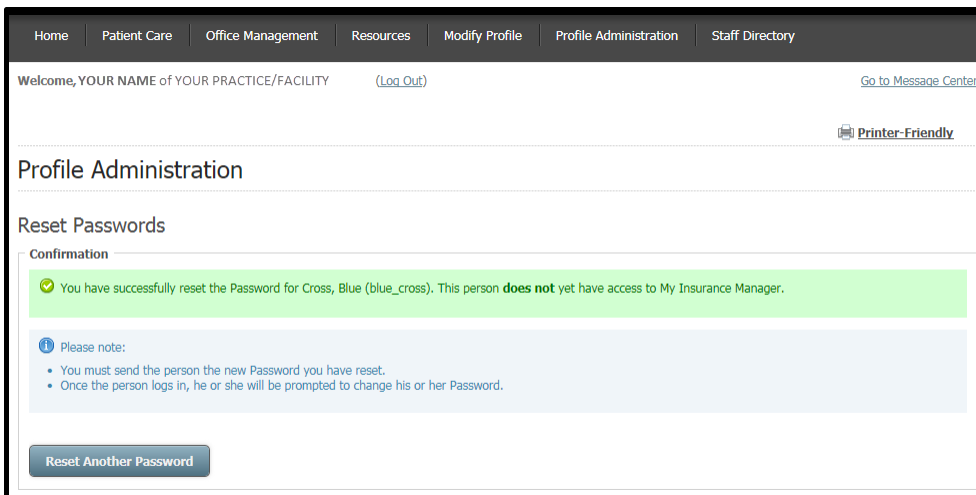 Home Patient Care Office Management Resources Modify Profile Profile Administration Staff Directory
Welcome, YOUR NAME of YOUR PRACTICE/FACILITY (Log Out) Go to Message Center
Printer-Friendly
Profile Administration
Reset Passwords
Confirmation
You have successfully reset the Password for Cross, Blue (blue_cross). This person does not yet have access to My Insurance Manager.
Please note:
• You must send the person the new Password you have reset.
• Once the person logs in, he or she will be prompted to change his or her Password.
Reset Another Password